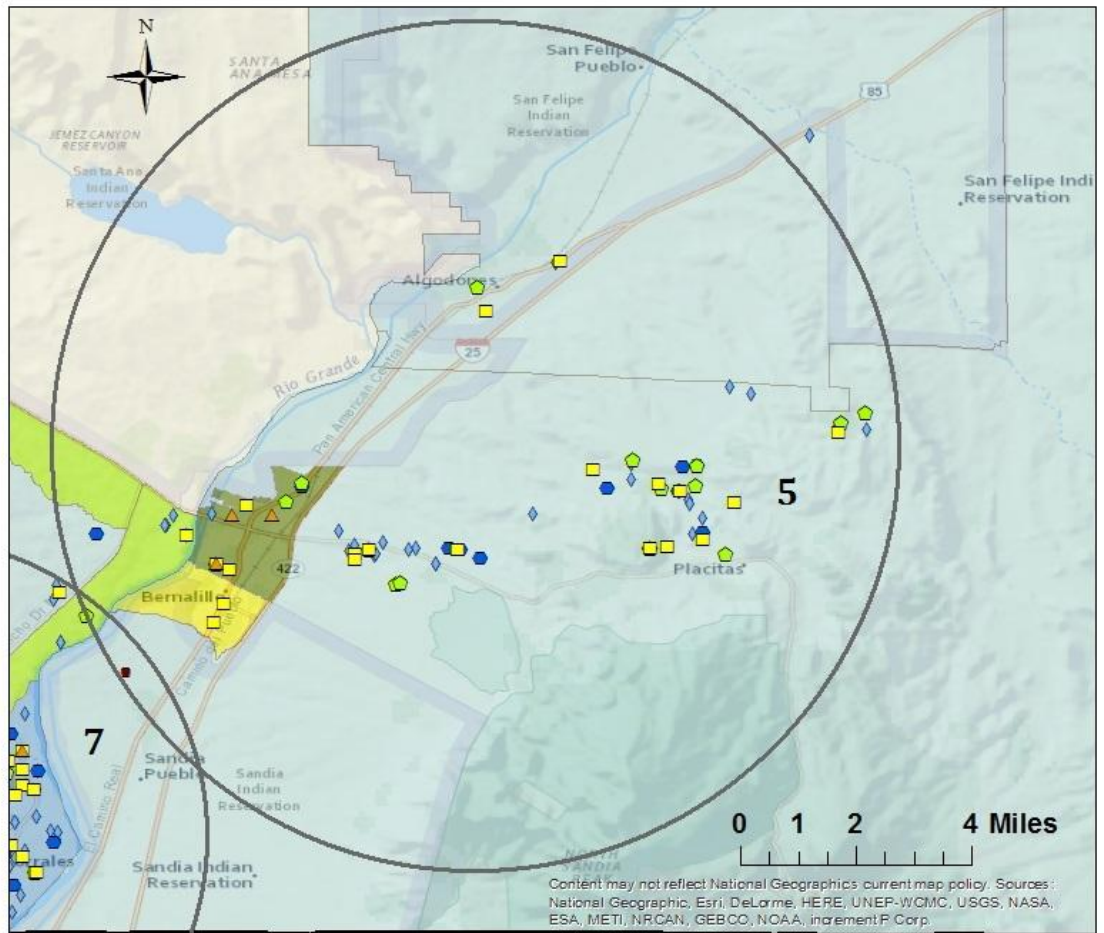 N
SANTA
ANA MESA
San Felipe
Pueblo
85
San Felipe
Indian
Reservation
JEMEZ CANYON
RESERVOIR
Santa Ana
Indian
Reservation
San Felipe Indi
Reservation
Algodones
25
Rio Grande
Pan American Central Hwy
5
422
Placitas
Bernalillo
Camino del Pueblo
7
Sandia
Pueblo
Sandia
Indian
Reservation
El Camino Real
0 1 2 4 Miles
rrales
Sandia Indian
Reservation
NORTH
SANDIA
PEAK
Content may not reflect National Geographic's current map policy. Sources:
National Geographic, Esri, DeLorme, HERE, UNEP-WCMC, USGS, NASA,
ESA, METI, NRCAN, GEBCO, NOAA, increment P Corp.